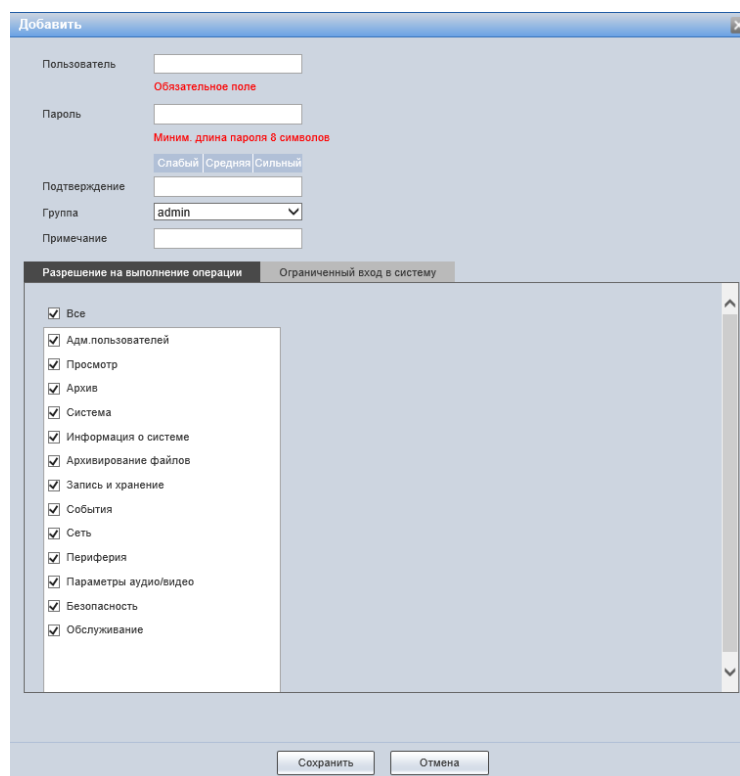 Добавить
Пользователь
Обязательное поле
Пароль
Миним. длина пароля 8 символов
Слабый Средняя Сильный
Подтверждение
Группа admin
Примечание
Разрешение на выполнение операции Ограниченный вход в систему
Все
Адм.пользователей
Просмотр
Архив
Система
Информация о системе
Архивирование файлов
Запись и хранение
События
Сеть
Периферия
Параметры аудио/видео
Безопасность
Обслуживание
Сохранить Отмена